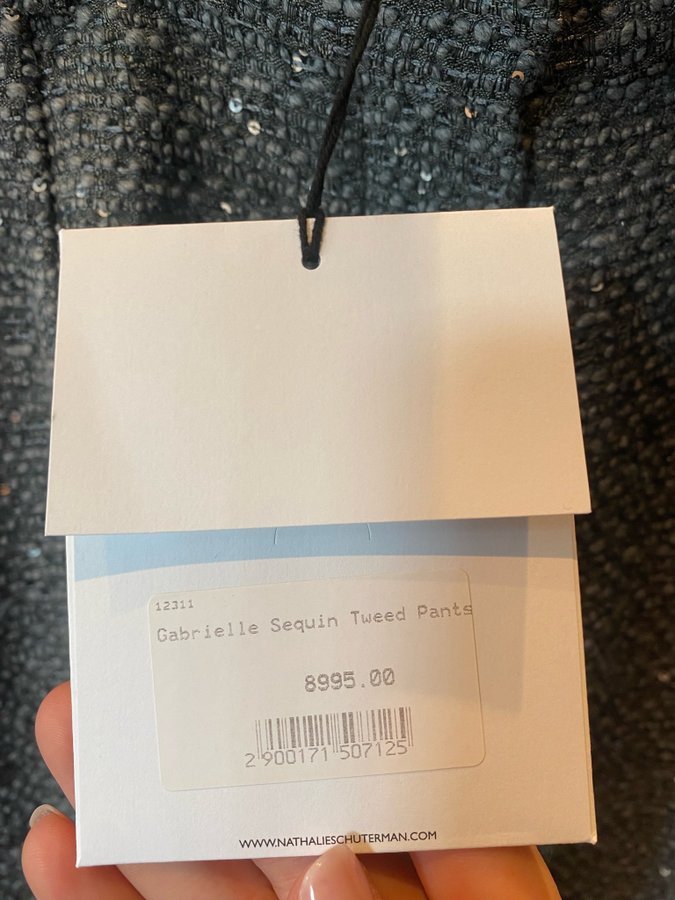 12311
Gabrielle Sequin Tweed Pants
8995.00
2 900171 507125
WWW.NATHALIESCHUTERMAN.COM